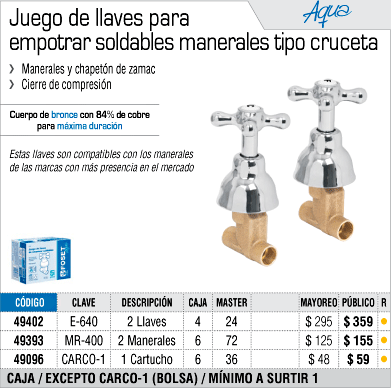 Juego de llaves para
empotrar soldables manerales tipo cruceta
Aqua
Manerales y chapetón de zamac
Cierre de compresión
Cuerpo de bronce con 84% de cobre
para máxima duración
Estas llaves son compatibles con los manerales
de las marcas con más presencia en el mercado
FOSET
CÓDIGO CLAVE DESCRIPCIÓN CAJA MASTER MAYOREO PÚBLICO R
49402 E-640 2 Llaves 4 24 $ 295 $ 359
49393 MR-400 2 Manerales 6 72 $ 125 $ 155
49096 CARCO-1 1 Cartucho 6 36 $ 48 $ 59
CAJA / EXCEPTO CARCO-1 (BOLSA) / MÍNIMO A SURTIR 1